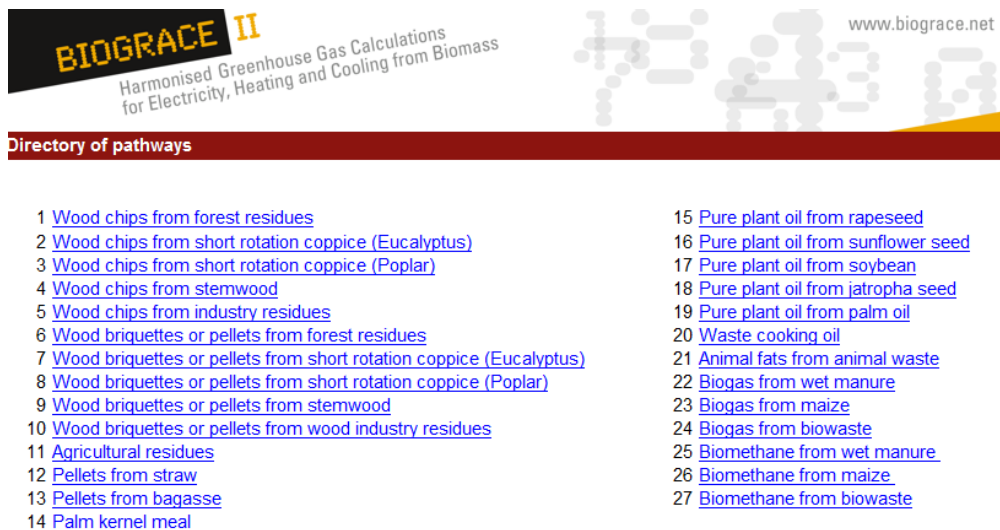 BIOGRACE II
Harmonised Greenhouse Gas Calculations
for Electricity, Heating and Cooling from Biomass
www.biograce.net
Directory of pathways
1 Wood chips from forest residues
2 Wood chips from short rotation coppice (Eucalyptus)
3 Wood chips from short rotation coppice (Poplar)
4 Wood chips from stemwood
5 Wood chips from industry residues
6 Wood briquettes or pellets from forest residues
7 Wood briquettes or pellets from short rotation coppice (Eucalyptus)
8 Wood briquettes or pellets from short rotation coppice (Poplar)
9 Wood briquettes or pellets from stemwood
10 Wood briquettes or pellets from wood industry residues
11 Agricultural residues
12 Pellets from straw
13 Pellets from bagasse
14 Palm kernel meal
15 Pure plant oil from rapeseed
16 Pure plant oil from sunflower seed
17 Pure plant oil from soybean
18 Pure plant oil from jatropha seed
19 Pure plant oil from palm oil
20 Waste cooking oil
21 Animal fats from animal waste
22 Biogas from wet manure
23 Biogas from maize
24 Biogas from biowaste
25 Biomethane from wet manure
26 Biomethane from maize
27 Biomethane from biowaste